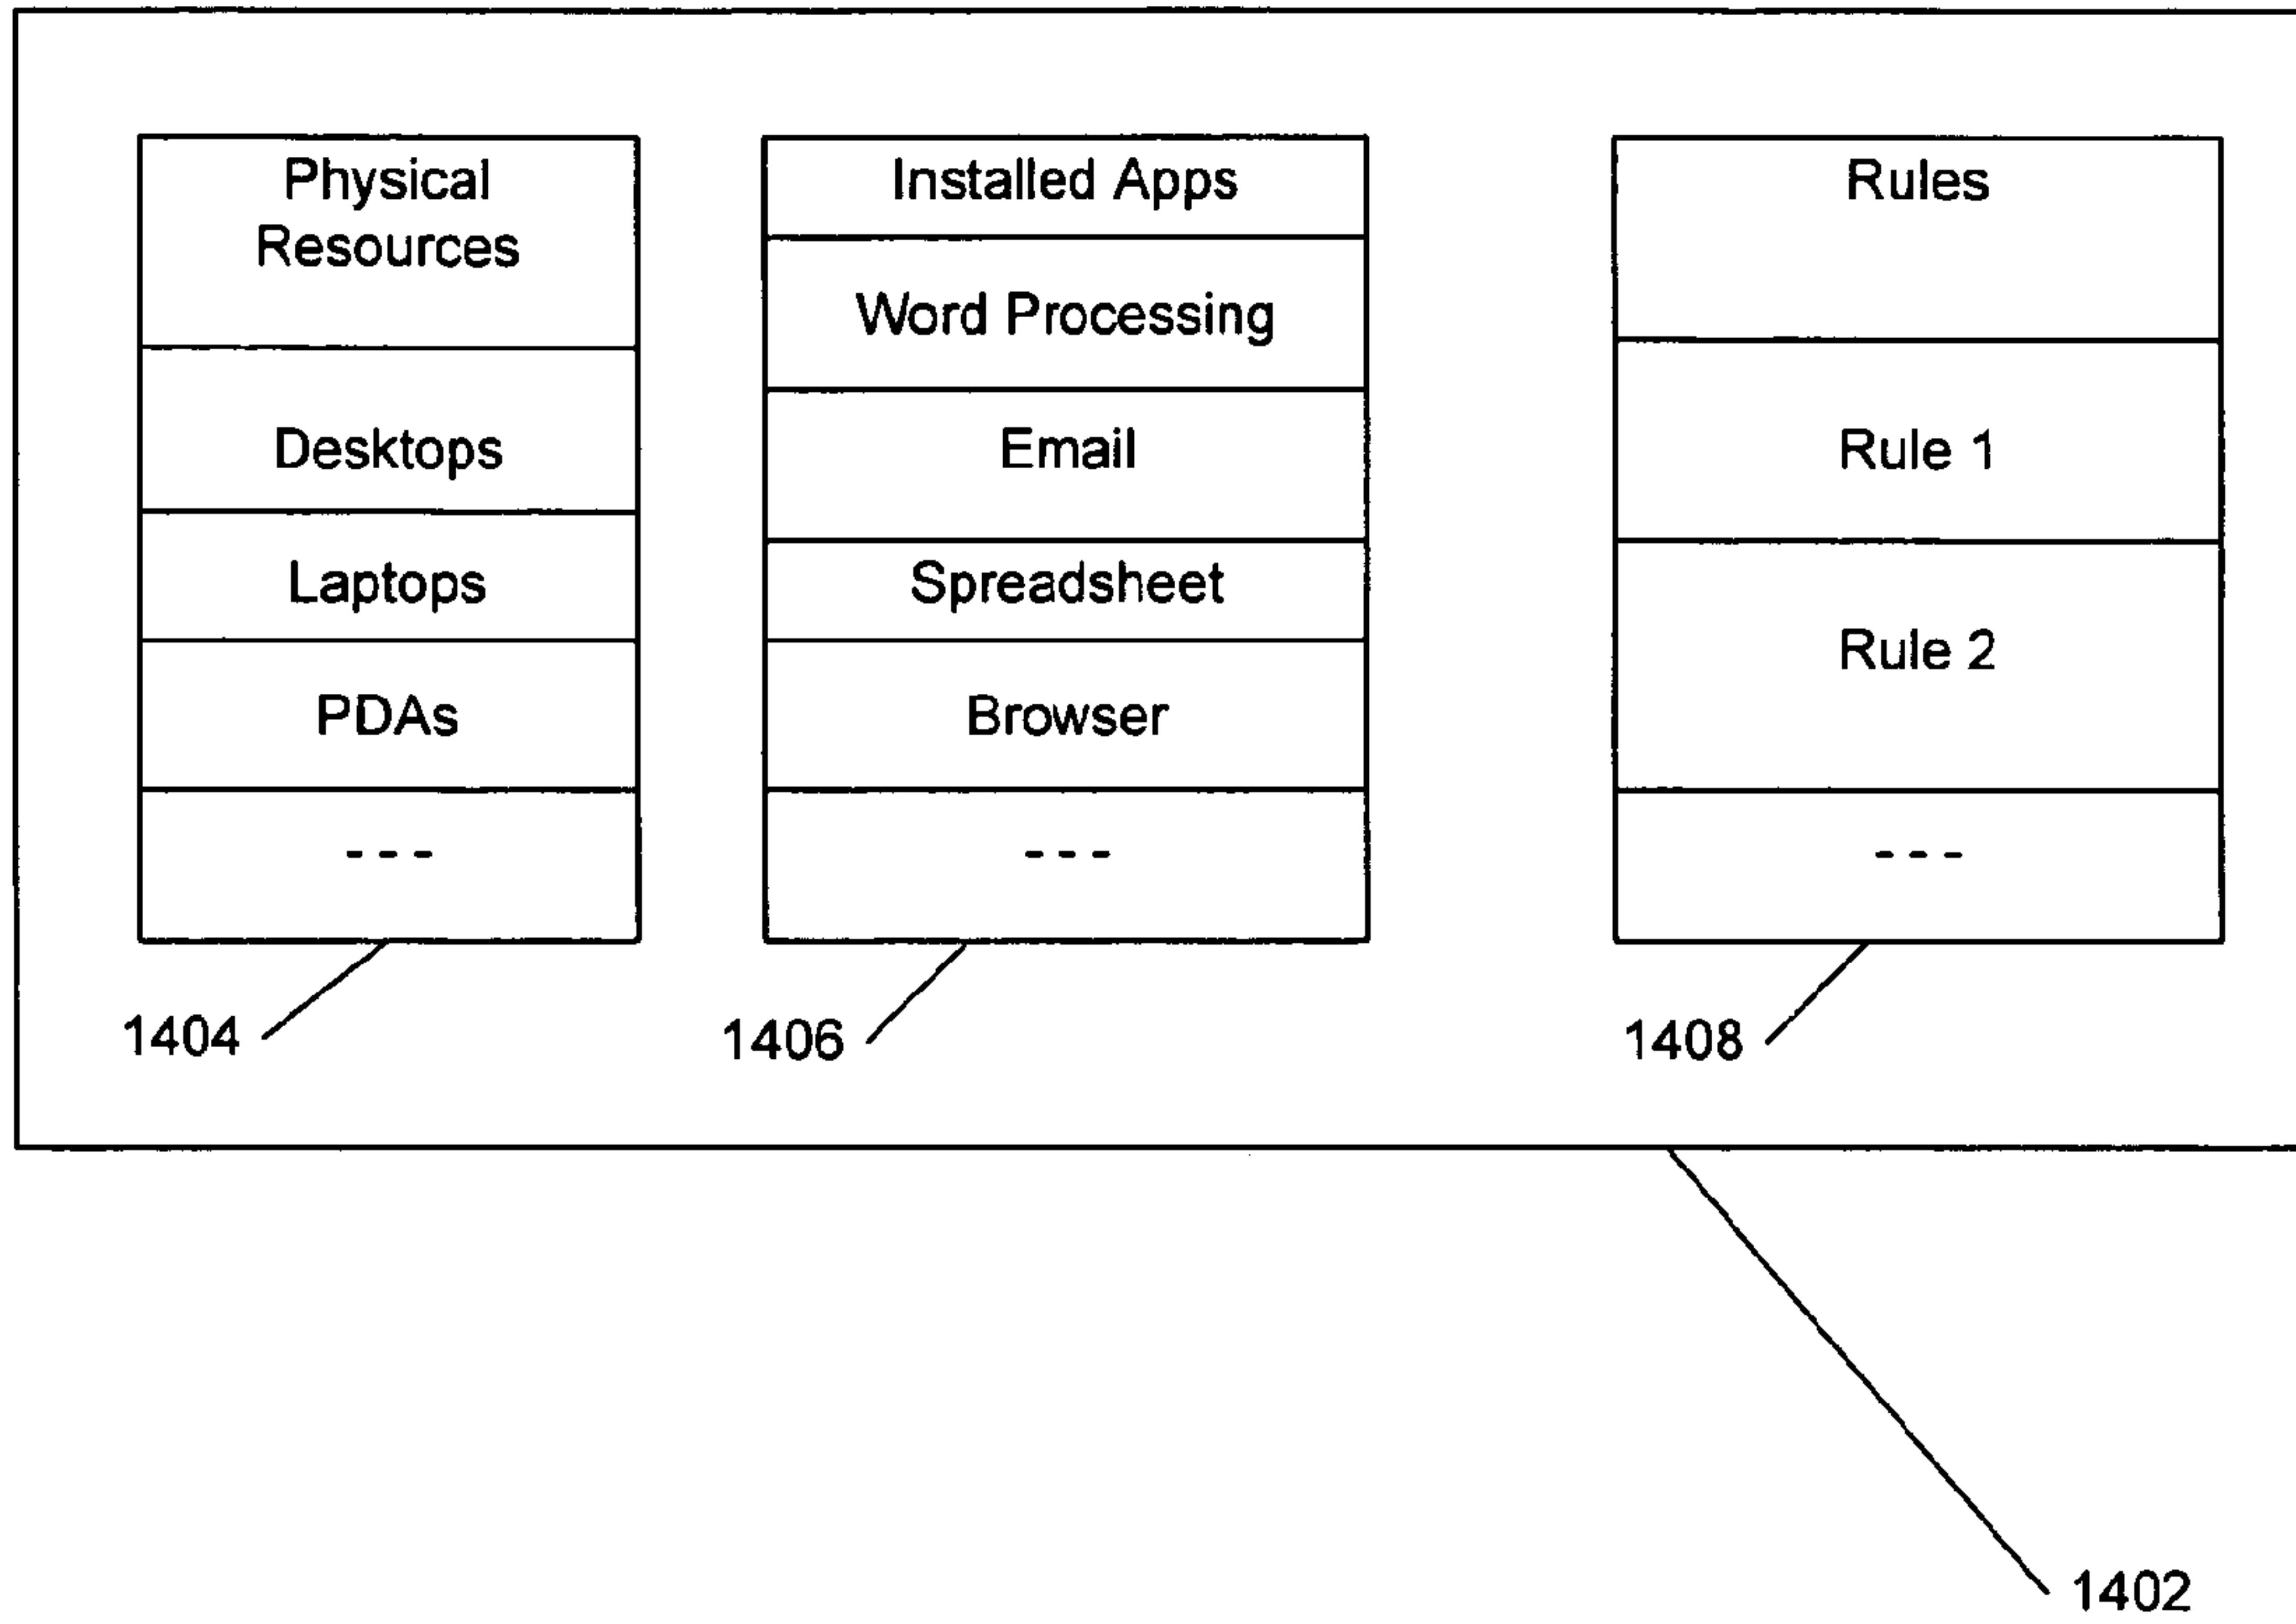 Physical
Resources
Desktops
Laptops
PDAs
- - -
1404
Installed Apps
Word Processing
Email
Spreadsheet
Browser
- - -
1406
Rules
Rule 1
Rule 2
- - -
1408
1402